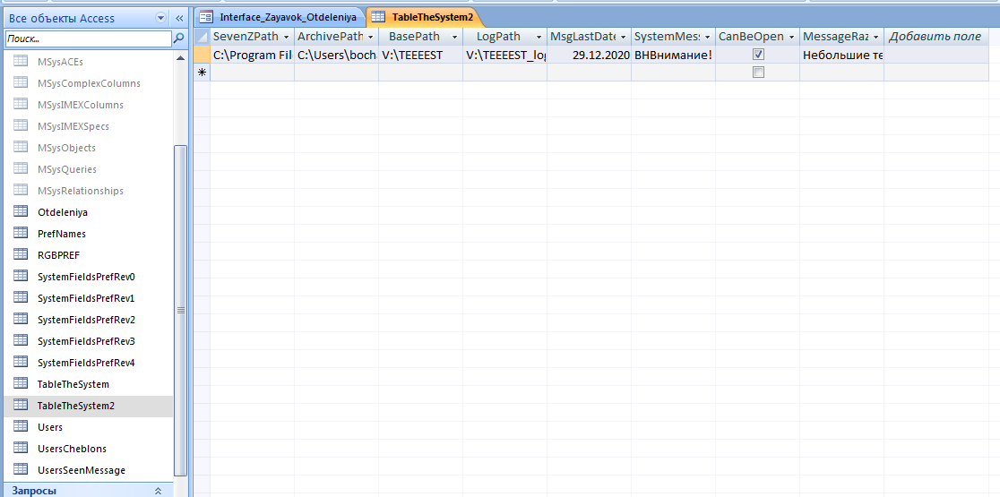 Все объекты Access
Поиск...
MSysACEs
MSysComplexColumns
MSysIMEXColumns
MSysIMEXSpecs
MSysObjects
MSysQueries
MSysRelationships
Otdeleniya
PrefNames
RGBPREF
SystemFieldsPrefRev0
SystemFieldsPrefRev1
SystemFieldsPrefRev2
SystemFieldsPrefRev3
SystemFieldsPrefRev4
TableTheSystem
TableTheSystem2
Users
UsersCheblons
UsersSeenMessage
Запросы
Interface_Zayavok_Otdeleniya TableTheSystem2
SevenZPath ArchivePath BasePath LogPath MsgLastDate SystemMess CanBeOpen MessageRaz Добавить поле
C:\Program Fil C:\Users\boch V:\TEEEEST V:\TEEEEST_log 29.12.2020 ВНВнимание! Небольшие те